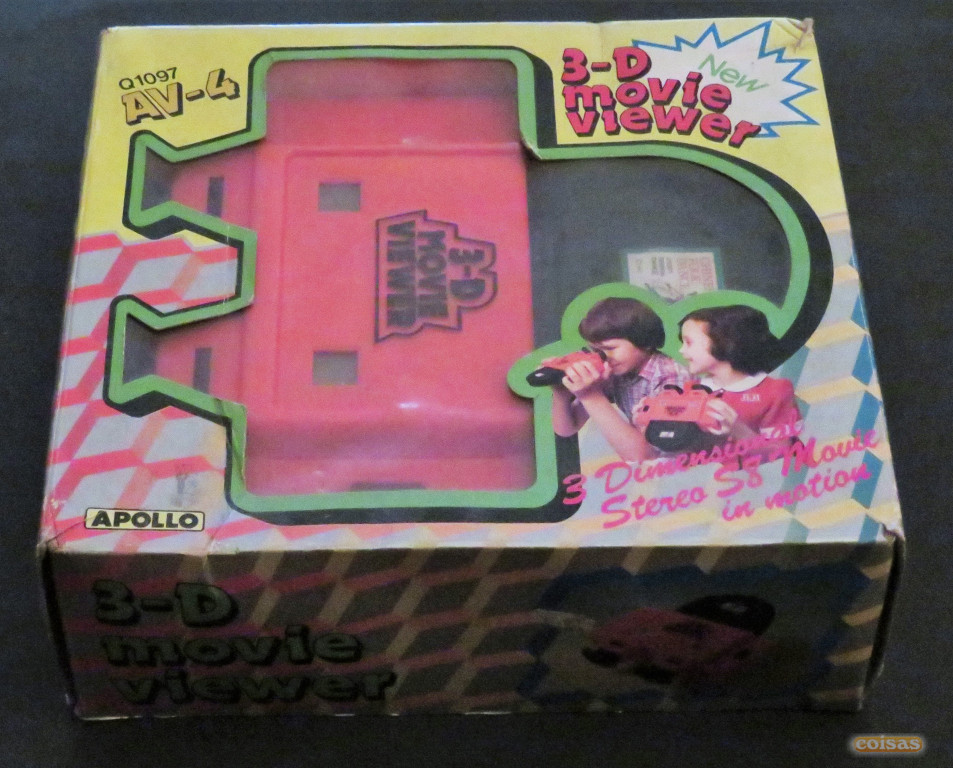 Q1097
AV-4
New
3-D
movie
viewer
3-D
MOVIE
VIEWER
3 Dimensional
Stereo S8 Movie
in motion
APOLLO
3-D
movie
viewer
coisas